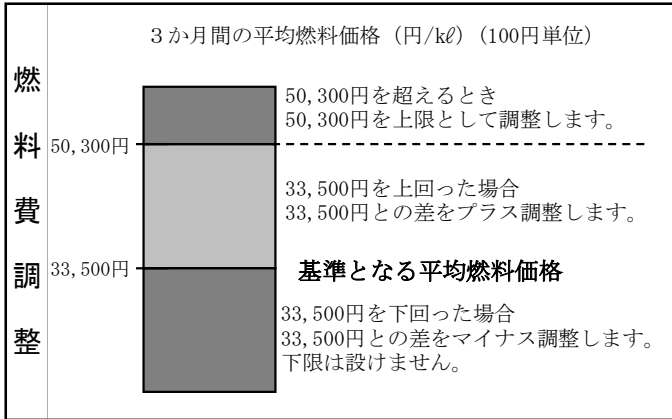 燃料費調整
３か月間の平均燃料価格（円/kℓ）（100円単位）
50,300円を超えるとき
50,300円を上限として調整します。
50,300円
33,500円を上回った場合
33,500円との差をプラス調整します。
33,500円
基準となる平均燃料価格
33,500円を下回った場合
33,500円との差をマイナス調整します。
下限は設けません。